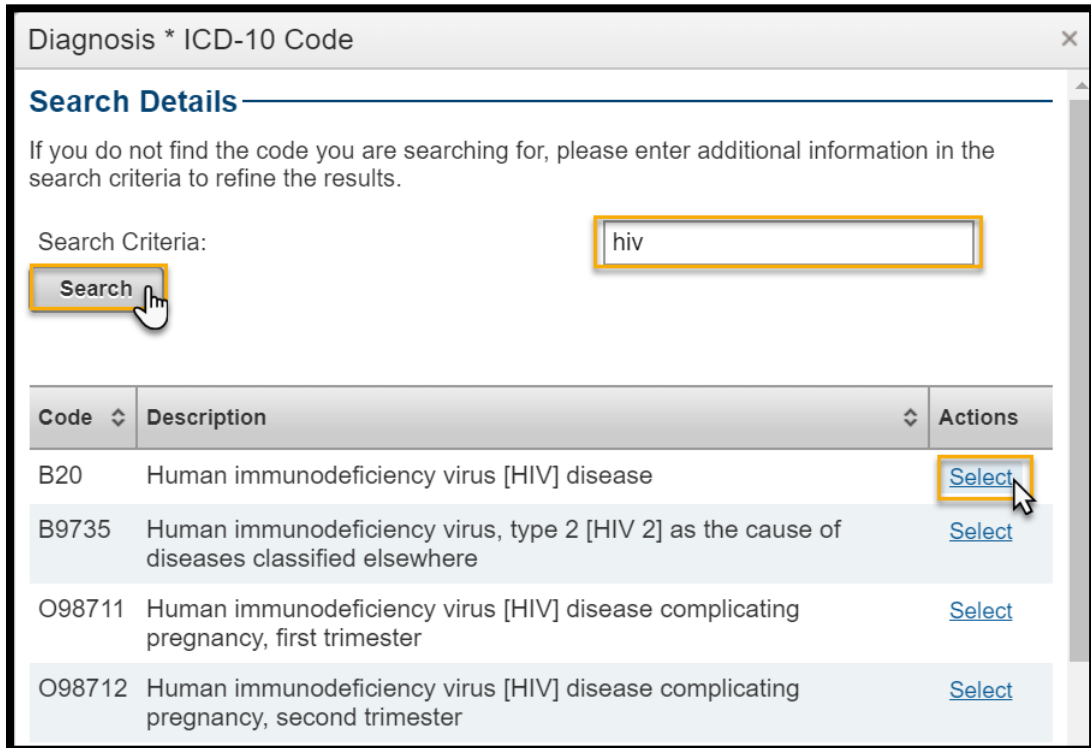 Diagnosis * ICD-10 Code
Search Details
If you do not find the code you are searching for, please enter additional information in the
search criteria to refine the results.
Search Criteria:
hiv
Search
Code Description Actions
B20 Human immunodeficiency virus [HIV] disease Select
B9735 Human immunodeficiency virus, type 2 [HIV 2] as the cause of Select
diseases classified elsewhere
O98711 Human immunodeficiency virus [HIV] disease complicating Select
pregnancy, first trimester
O98712 Human immunodeficiency virus [HIV] disease complicating Select
pregnancy, second trimester